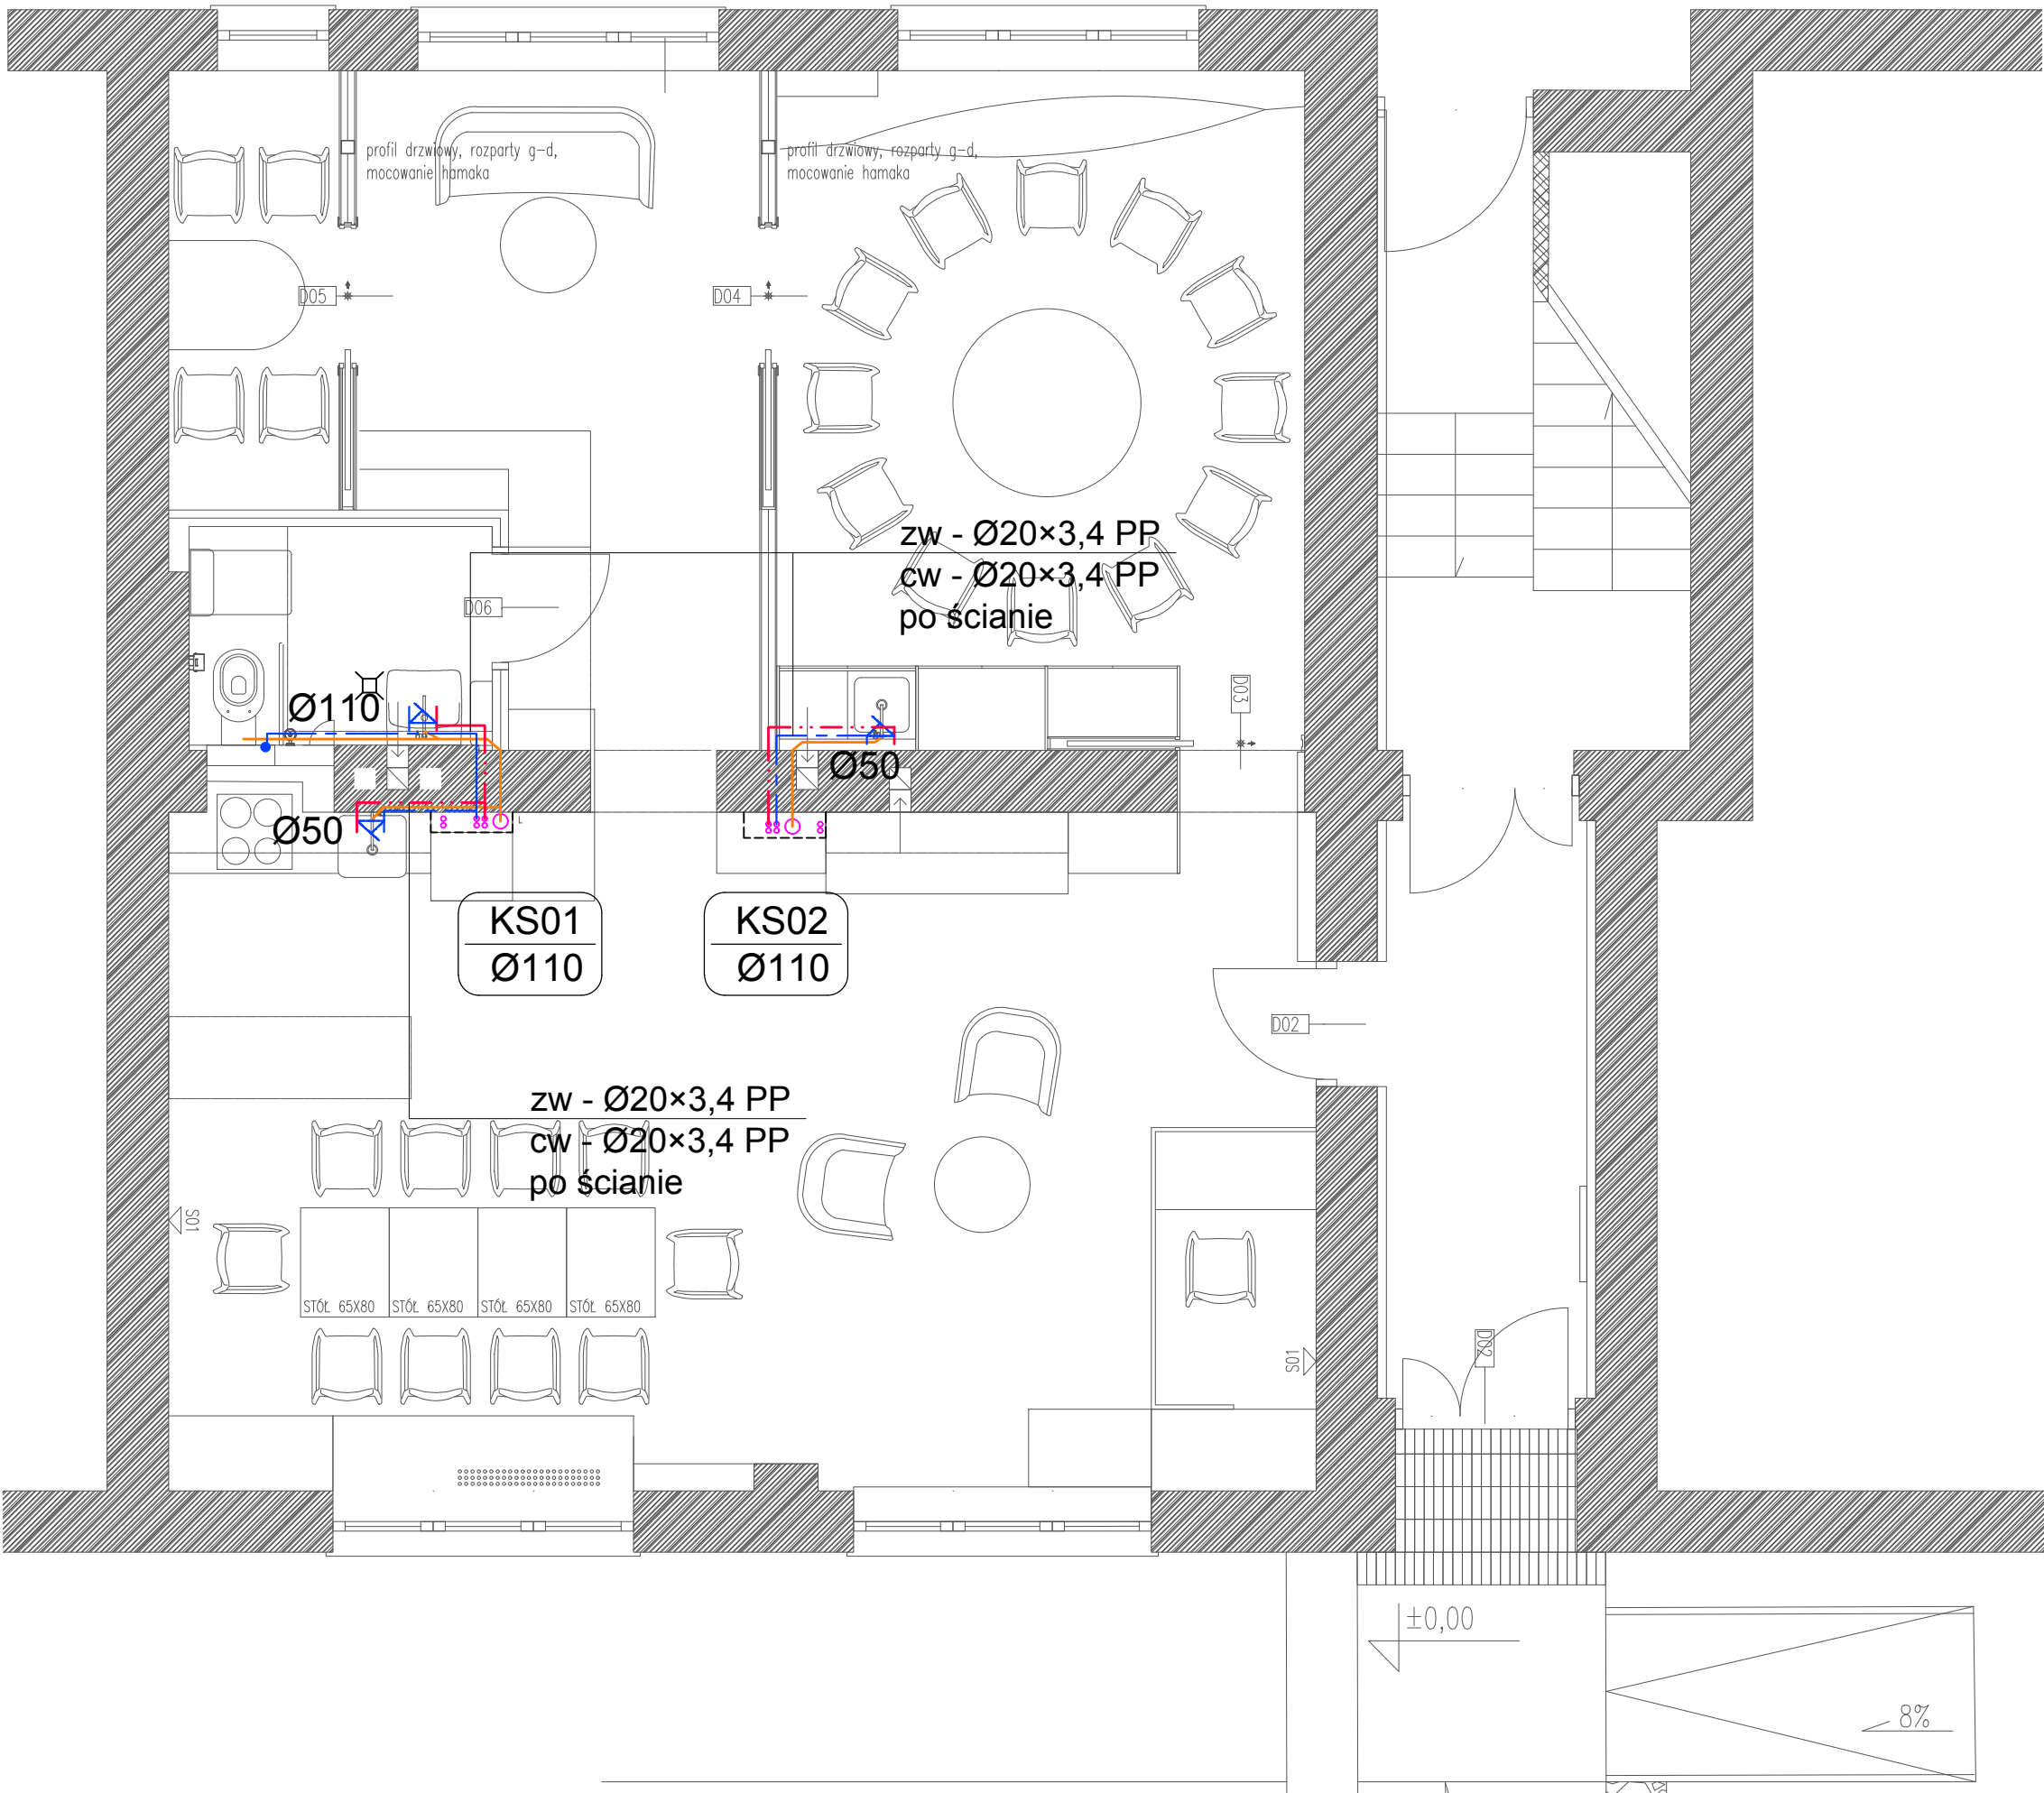 profil drzwiowy, rozparty g-d,
mocowanie hamaka
profil drzwiowy, rozparty g-d,
mocowanie hamaka
D05
D04
zw - Ø20×3,4 PP
cw - Ø20×3,4 PP
po ścianie
D06
D03
Ø110
Ø50
Ø50
L
KS01
Ø110
KS02
Ø110
D02
zw - Ø20×3,4 PP
cw - Ø20×3,4 PP
po ścianie
S01
STÓŁ 65X80
STÓŁ 65X80
STÓŁ 65X80
STÓŁ 65X80
S01
D02
±0,00
8%